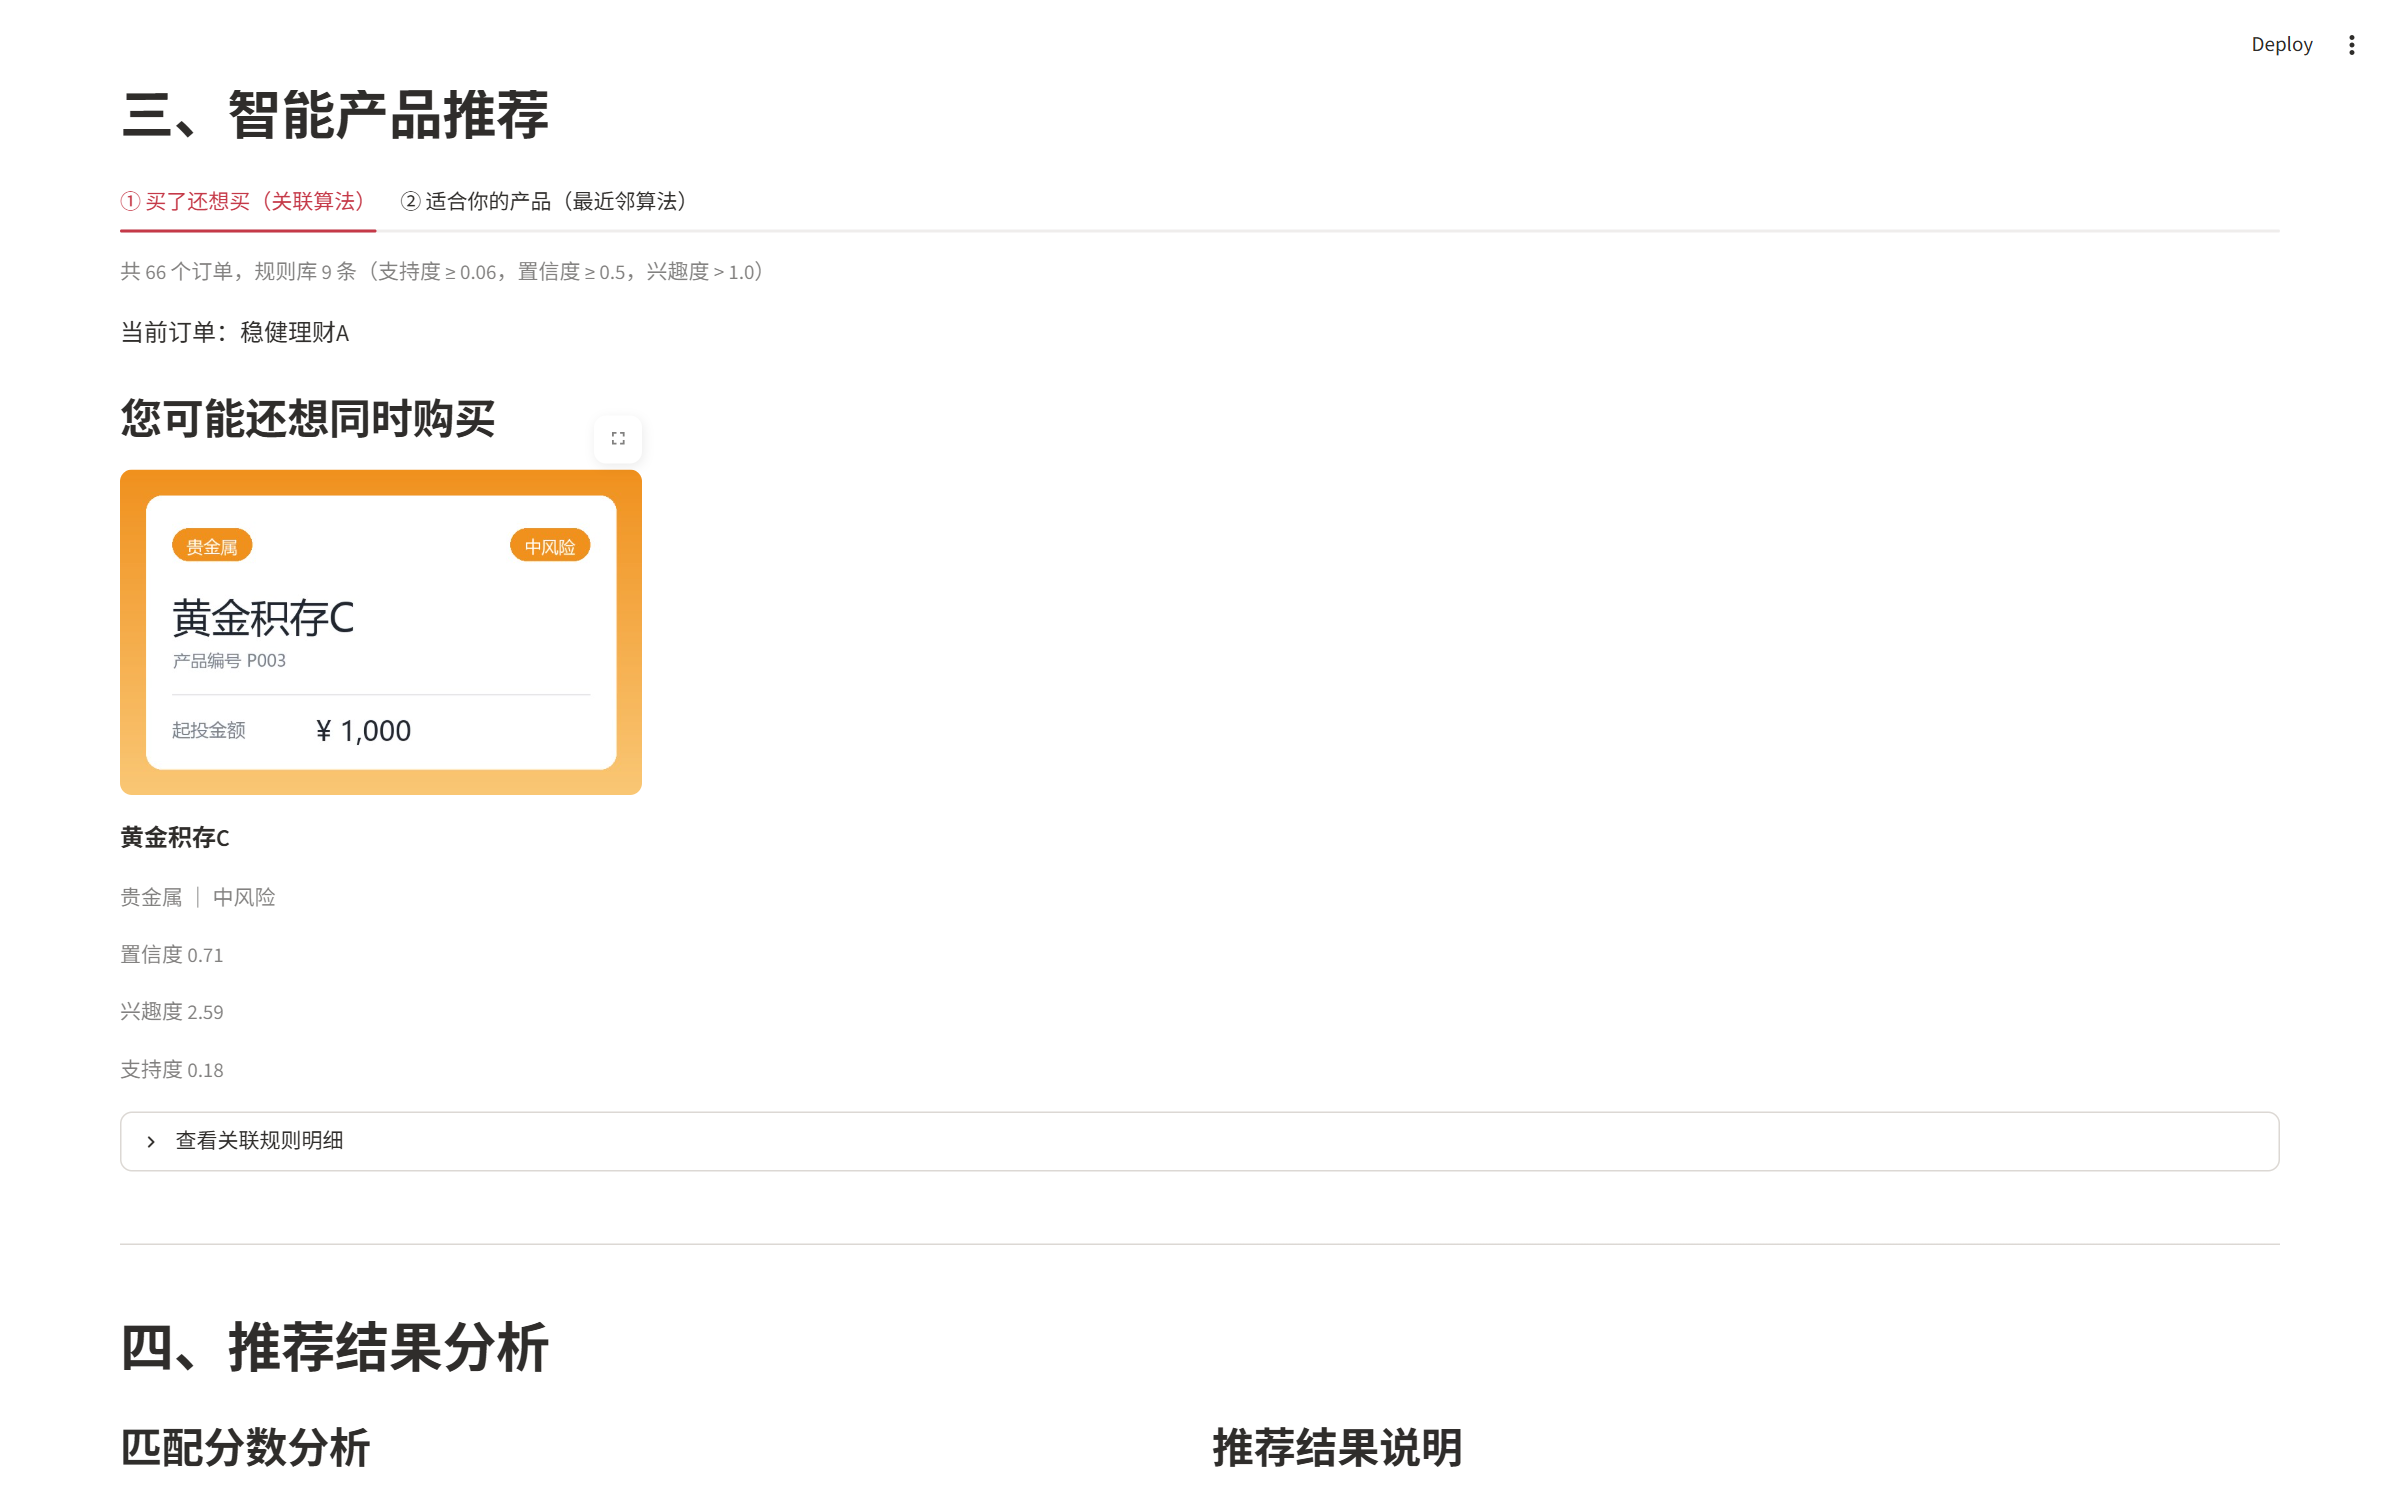 Deploy
三、智能产品推荐
① 买了还想买（关联算法） ② 适合你的产品（最近邻算法）
共 66 个订单，规则库 9 条（支持度 ≥ 0.06，置信度 ≥ 0.5，兴趣度 > 1.0）
当前订单：稳健理财A
您可能还想同时购买
贵金属 中风险
黄金积存C
产品编号 P003
起投金额 ¥ 1,000
黄金积存C
贵金属 ｜ 中风险
置信度 0.71
兴趣度 2.59
支持度 0.18
查看关联规则明细
四、推荐结果分析
匹配分数分析 推荐结果说明